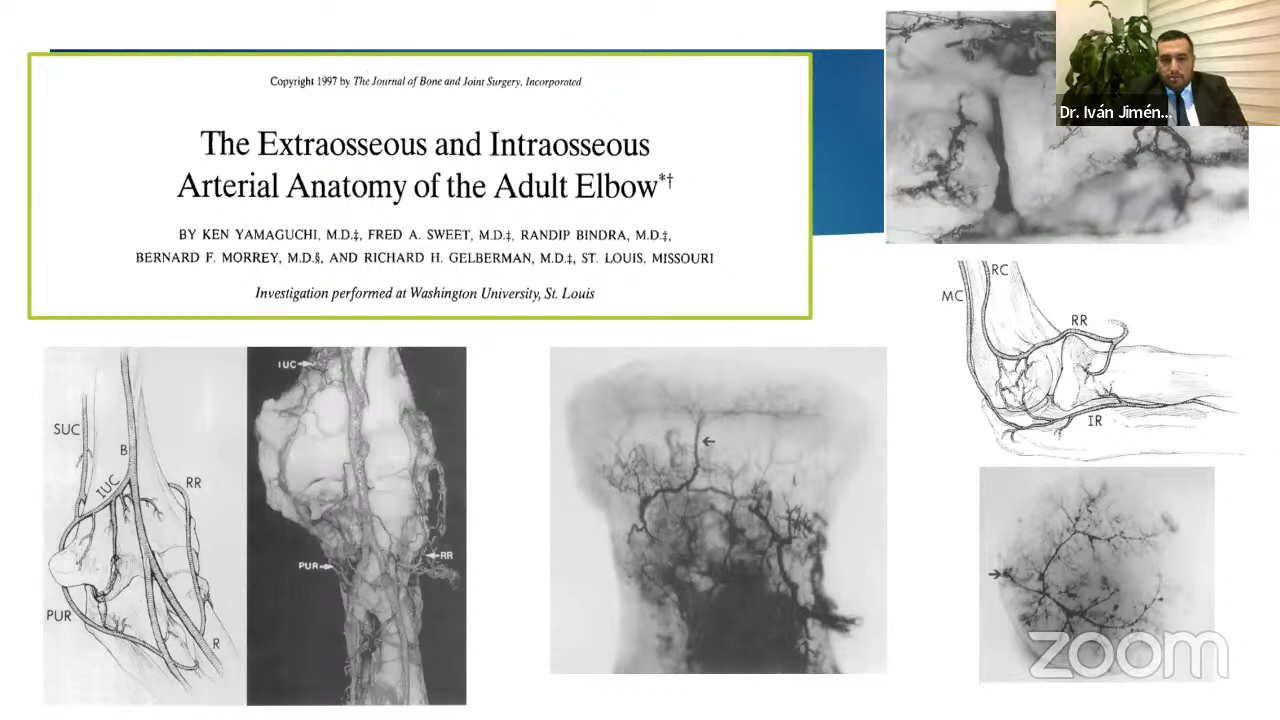 Copyright 1997 by The Journal of Bone and Joint Surgery, Incorporated
The Extraosseous and Intraosseous
Arterial Anatomy of the Adult Elbow*†
BY KEN YAMAGUCHI, M.D.‡, FRED A. SWEET, M.D.‡, RANDIP BINDRA, M.D.‡,
BERNARD F. MORREY, M.D.§, AND RICHARD H. GELBERMAN, M.D.‡, ST. LOUIS, MISSOURI
Investigation performed at Washington University, St. Louis
Dr. Iván Jimén...
RC
MC
RR
IR
SUC
B
IUC
RR
PUR
R
IUC
PUR
RR
zoom